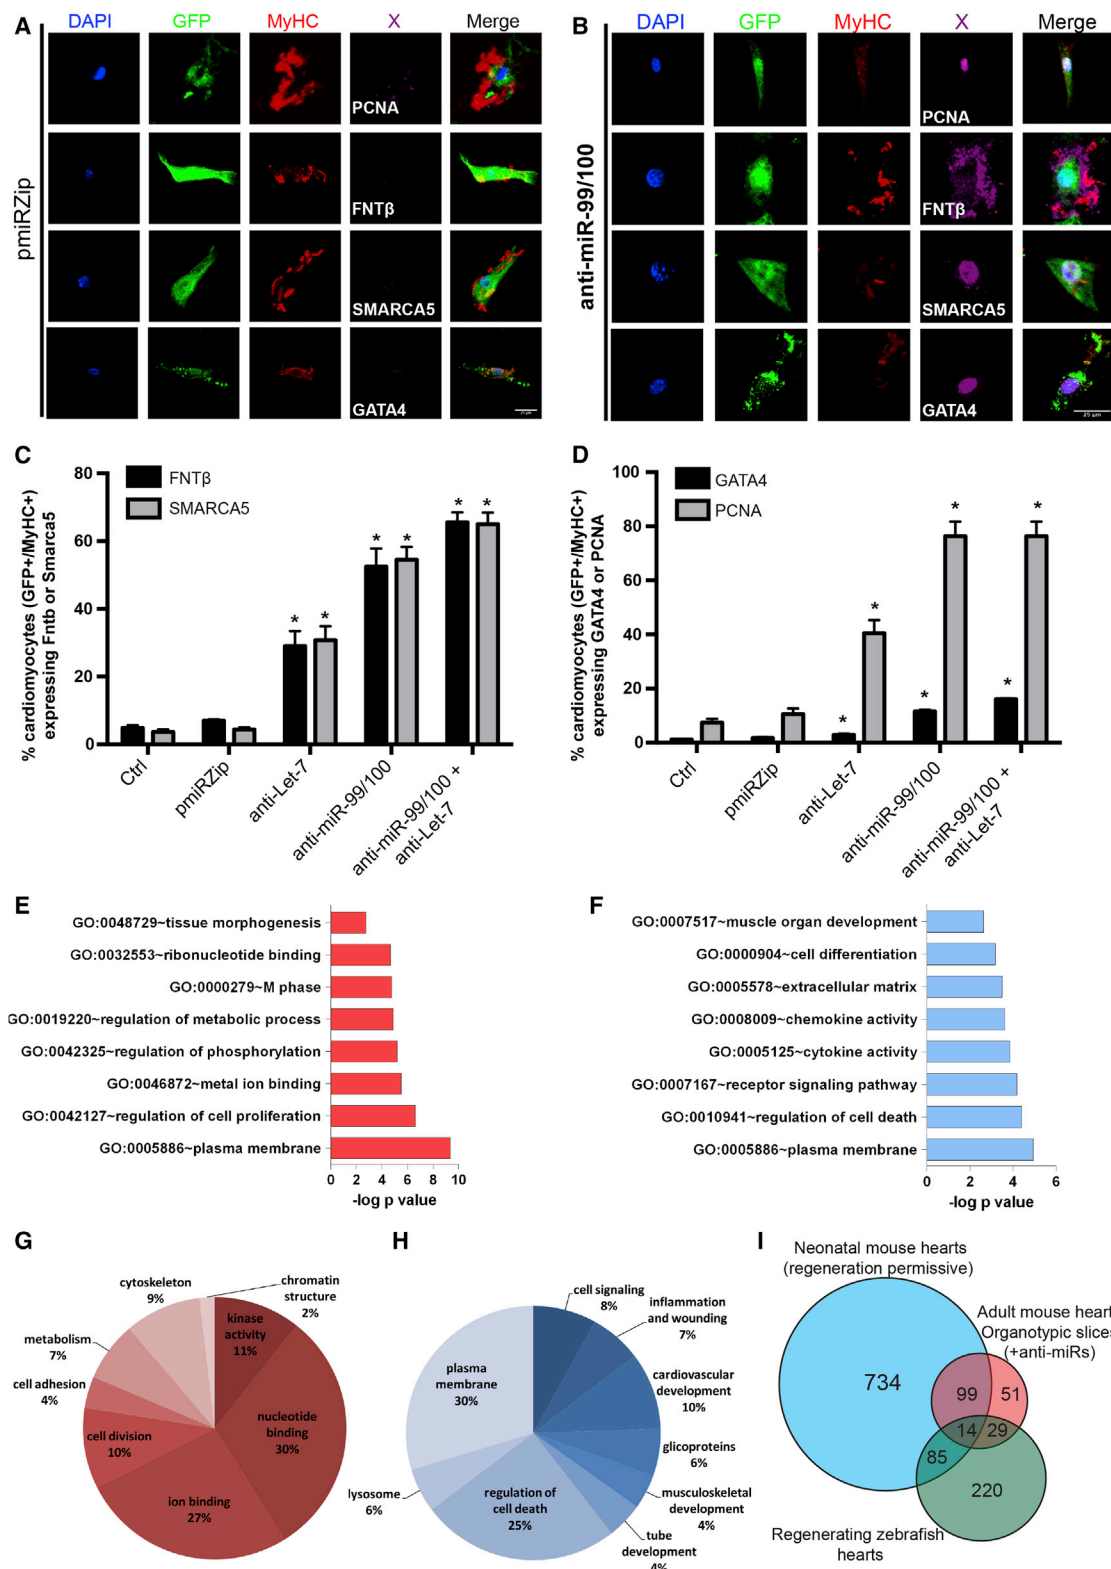 A
DAPI GFP MyHC X Merge
pmiRZip
PCNA
FNTβ
SMARCA5
GATA4
B
DAPI GFP MyHC X Merge
anti-miR-99/100
PCNA
FNTβ
SMARCA5
GATA4
25 μm
C
FNTβ
SMARCA5
% cardiomyocytes (GFP+/MyHC+)
expressing Fntb or Smarca5
80
60
40
20
0
* * * * * *
Ctrl
pmiRZip
anti-Let-7
anti-miR-99/100
anti-miR-99/100 +
anti-Let-7
D
GATA4
PCNA
% cardiomyocytes (GFP+/MyHC+)
expressing GATA4 or PCNA
100
80
60
40
20
0
* * * * * *
Ctrl
pmiRZip
anti-Let-7
anti-miR-99/100
anti-miR-99/100 +
anti-Let-7
E
GO:0048729~tissue morphogenesis
GO:0032553~ribonucleotide binding
GO:0000279~M phase
GO:0019220~regulation of metabolic process
GO:0042325~regulation of phosphorylation
GO:0046872~metal ion binding
GO:0042127~regulation of cell proliferation
GO:0005886~plasma membrane
0 2 4 6 8 10
-log p value
F
GO:0007517~muscle organ development
GO:0000904~cell differentiation
GO:0005578~extracellular matrix
GO:0008009~chemokine activity
GO:0005125~cytokine activity
GO:0007167~receptor signaling pathway
GO:0010941~regulation of cell death
GO:0005886~plasma membrane
0 2 4 6
-log p value
G
cytoskeleton
9%
chromatin
structure
2%
kinase
activity
11%
metabolism
7%
cell adhesion
4%
cell division
10%
nucleotide
binding
30%
ion binding
27%
H
cell signaling
8%
inflammation
and wounding
7%
plasma
membrane
30%
cardiovascular
development
10%
glicoproteins
6%
lysosome
6%
regulation of
cell death
25%
musculoskeletal
development
4%
tube
development
4%
I
Neonatal mouse hearts
(regeneration permissive)
Adult mouse heart
Organotypic slices
(+anti-miRs)
734
99
51
14
29
85
220
Regenerating zebrafish
hearts